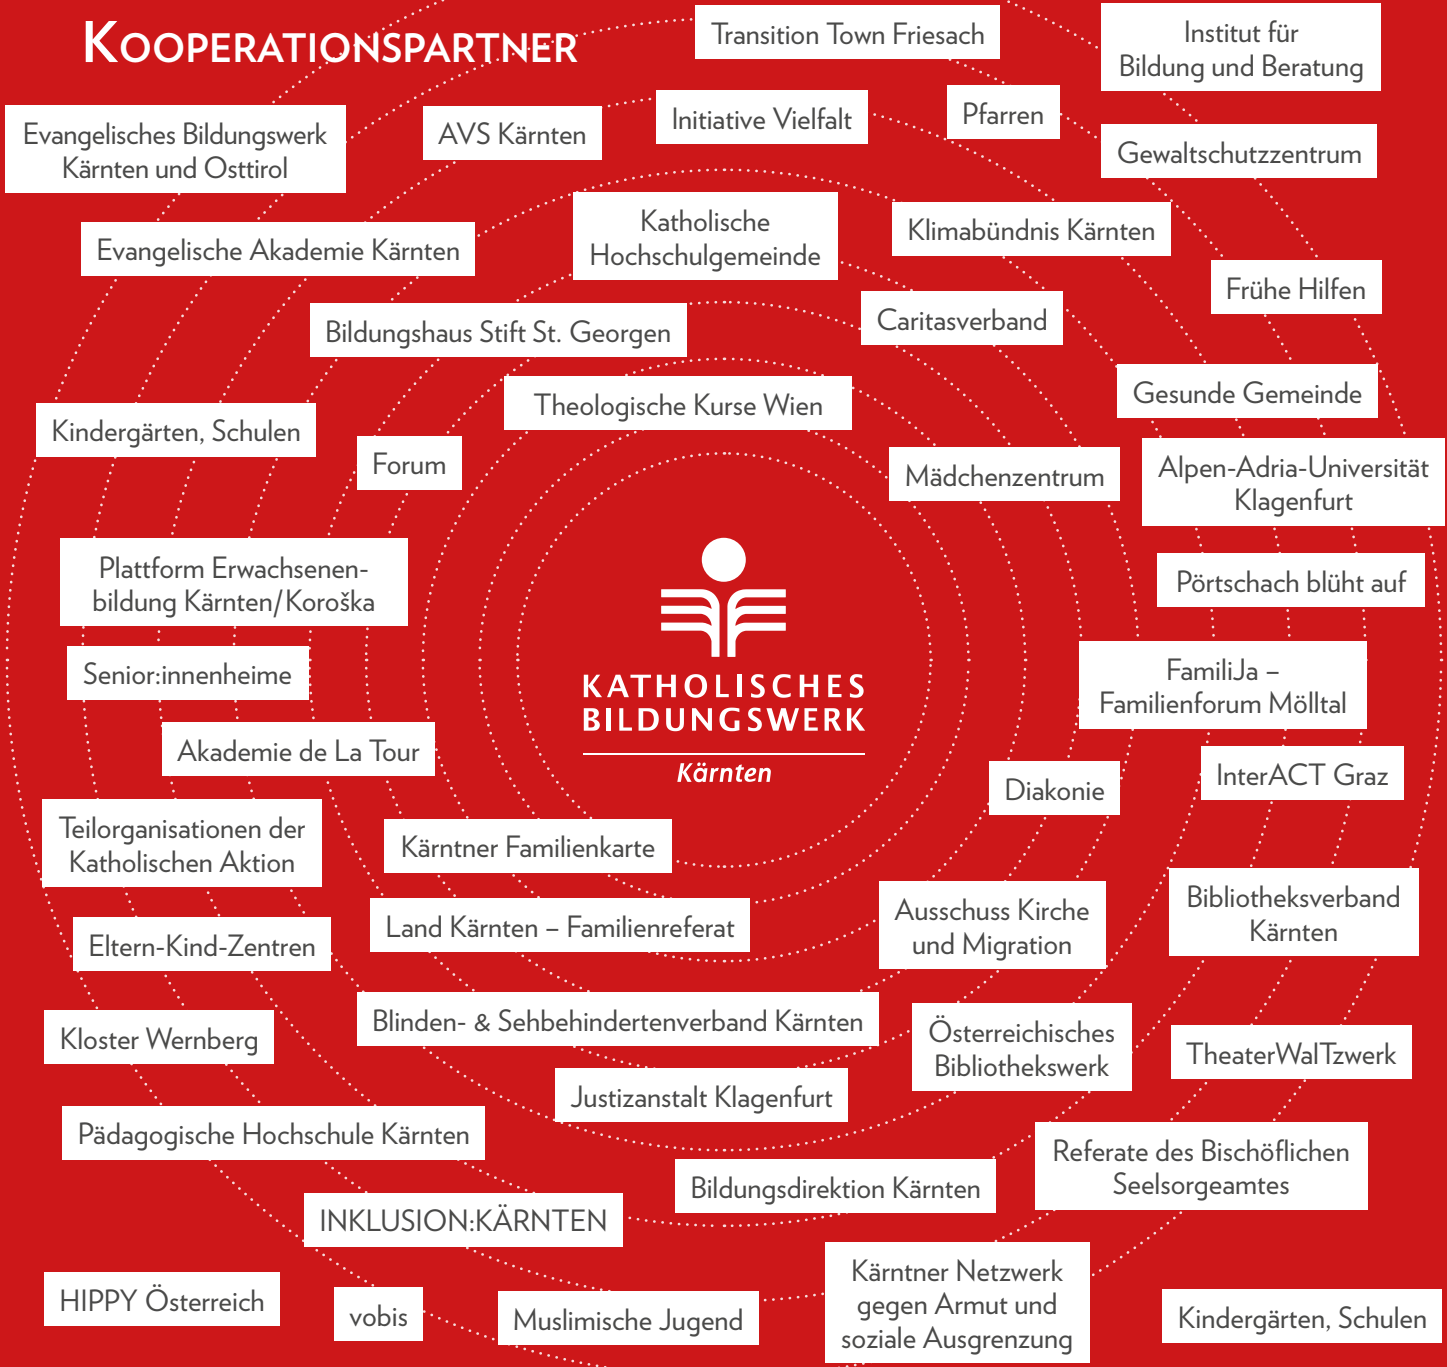 KOOPERATIONSPARTNER
Transition Town Friesach
Institut für
Bildung und Beratung
Evangelisches Bildungswerk
Kärnten und Osttirol
AVS Kärnten
Initiative Vielfalt
Pfarren
Gewaltschutzzentrum
Evangelische Akademie Kärnten
Katholische
Hochschulgemeinde
Klimabündnis Kärnten
Frühe Hilfen
Bildungshaus Stift St. Georgen
Caritasverband
Theologische Kurse Wien
Gesunde Gemeinde
Kindergärten, Schulen
Forum
Mädchenzentrum
Alpen-Adria-Universität
Klagenfurt
Plattform Erwachsenen-
bildung Kärnten/Koroška
Pörtschach blüht auf
Senior:innenheime
KATHOLISCHES
BILDUNGSWERK
Kärnten
FamiliJa –
Familienforum Mölltal
Akademie de La Tour
Diakonie
InterACT Graz
Teilorganisationen der
Katholischen Aktion
Kärntner Familienkarte
Land Kärnten – Familienreferat
Ausschuss Kirche
und Migration
Bibliotheksverband
Kärnten
Eltern-Kind-Zentren
Blinden- & Sehbehindertenverband Kärnten
Österreichisches
Bibliothekswerk
Kloster Wernberg
TheaterWalTzwerk
Justizanstalt Klagenfurt
Pädagogische Hochschule Kärnten
Referate des Bischöflichen
Seelsorgeamtes
Bildungsdirektion Kärnten
INKLUSION:KÄRNTEN
HIPPY Österreich
vobis
Muslimische Jugend
Kärntner Netzwerk
gegen Armut und
soziale Ausgrenzung
Kindergärten, Schulen